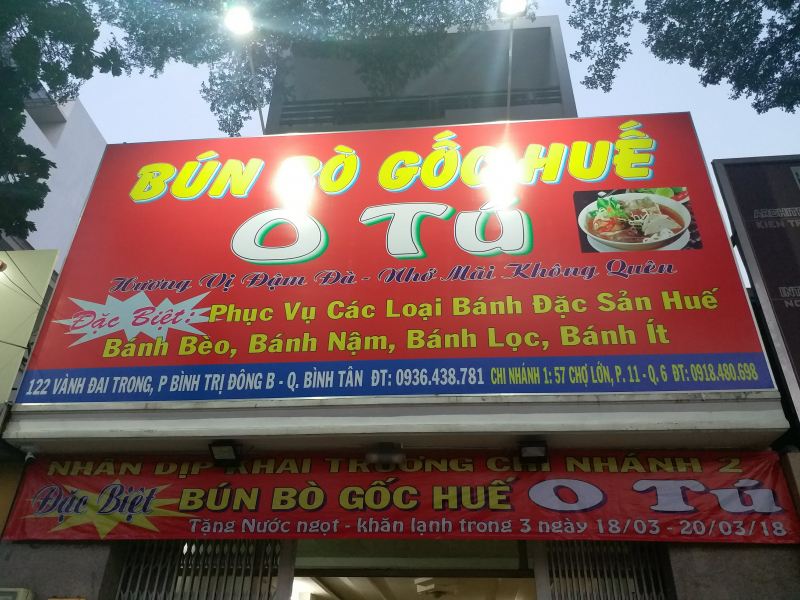 BÚN BÒ GỐC HUẾ
O Tú
Hương Vị Đậm Đà - Nhớ Mãi Không Quên
Đặc Biệt: Phục Vụ Các Loại Bánh Đặc Sản Huế
Bánh Bèo, Bánh Nậm, Bánh Lọc, Bánh Ít
122 VÀNH ĐAI TRONG, P BÌNH TRỊ ĐÔNG B - Q. BÌNH TÂN ĐT: 0936.438.781 CHI NHÁNH 1: 57 CHỢ LỚN, P. 11 - Q. 6 ĐT: 0918.480.698
NHÂN DỊP KHAI TRƯƠNG CHI NHÁNH 2
Đặc Biệt BÚN BÒ GỐC HUẾ O Tú
Tặng Nước ngọt - khăn lạnh trong 3 ngày 18/03 - 20/03/18